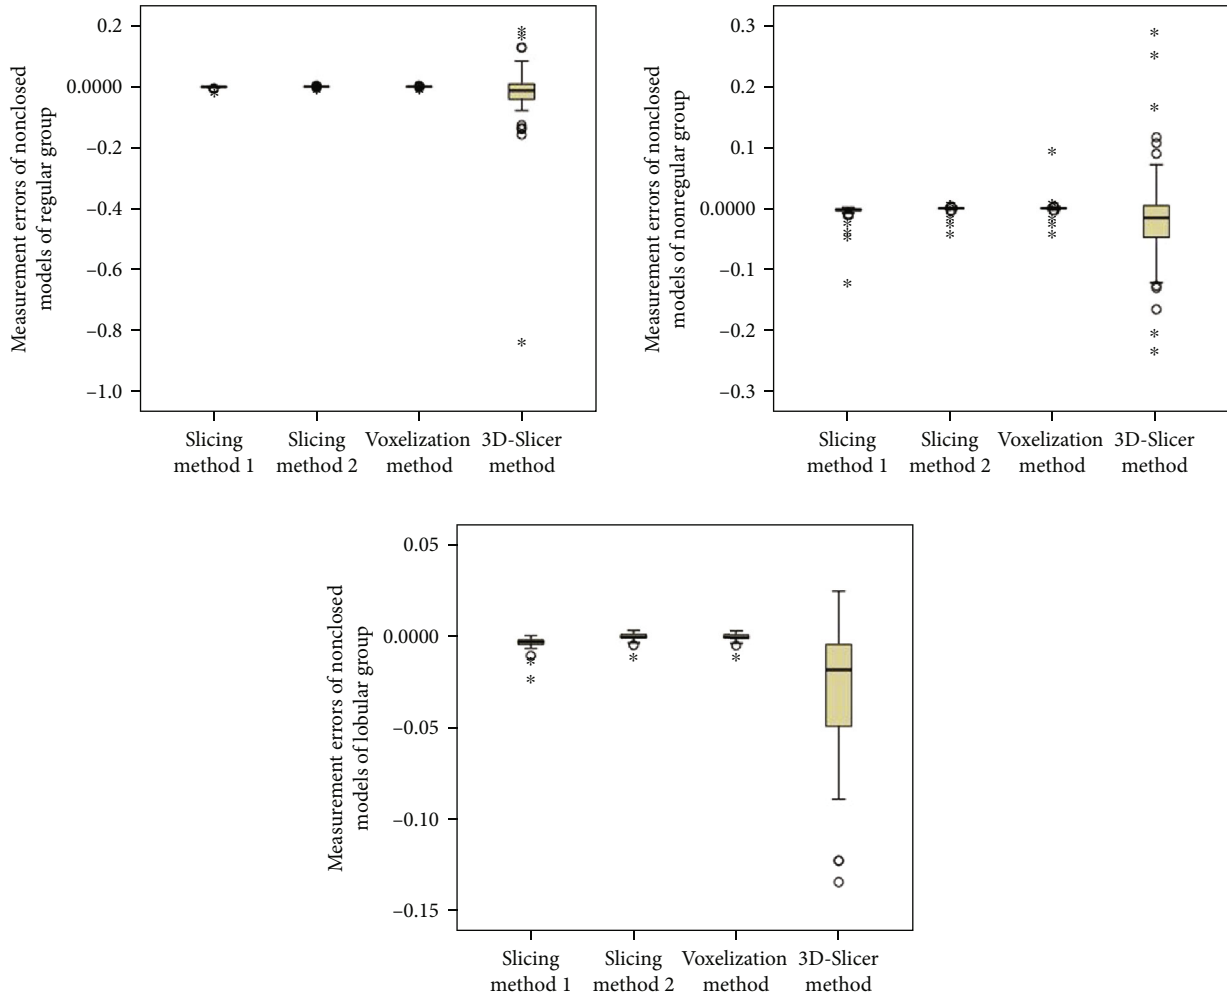 Measurement errors of nonclosed
models of regular group
0.2
0.0000
–0.2
–0.4
–0.6
–0.8
–1.0
Slicing
method 1
Slicing
method 2
Voxelization
method
3D-Slicer
method
Measurement errors of nonclosed
models of nonregular group
0.3
0.2
0.1
0.0000
–0.1
–0.2
–0.3
Slicing
method 1
Slicing
method 2
Voxelization
method
3D-Slicer
method
Measurement errors of nonclosed
models of lobular group
0.05
0.0000
–0.05
–0.10
–0.15
Slicing
method 1
Slicing
method 2
Voxelization
method
3D-Slicer
method